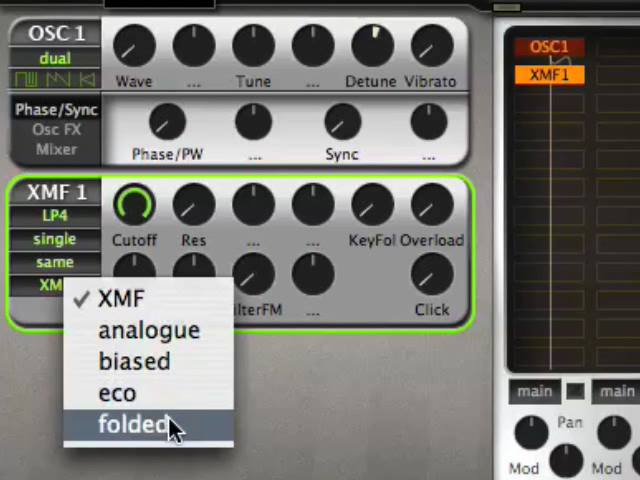 OSC 1
dual
Wave ... Tune ... Detune Vibrato
Phase/Sync
Osc FX
Mixer
Phase/PW ... Sync ...
XMF 1
LP4
single
same
XM
Cutoff Res ... ... KeyFol Overload
ilterFM ... Click
✓ XMF
analogue
biased
eco
folded
OSC1
XMF1
main main
Pan
Mod Mod